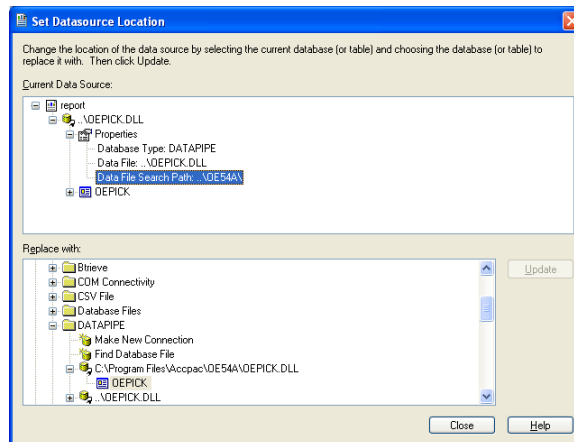 Set Datasource Location
Change the location of the data source by selecting the current database (or table) and choosing the database (or table) to
replace it with. Then click Update.
Current Data Source:
report
..\OEPICK.DLL
Properties
Database Type: DATAPIPE
Data File: ..\OEPICK.DLL
Data File Search Path: ..\OE54A\
OEPICK
Replace with:
Btrieve
COM Connectivity
CSV File
Database Files
DATAPIPE
Make New Connection
Find Database File
C:\Program Files\Accpac\OE54A\OEPICK.DLL
OEPICK
..\OEPICK.DLL
Update
Close Help